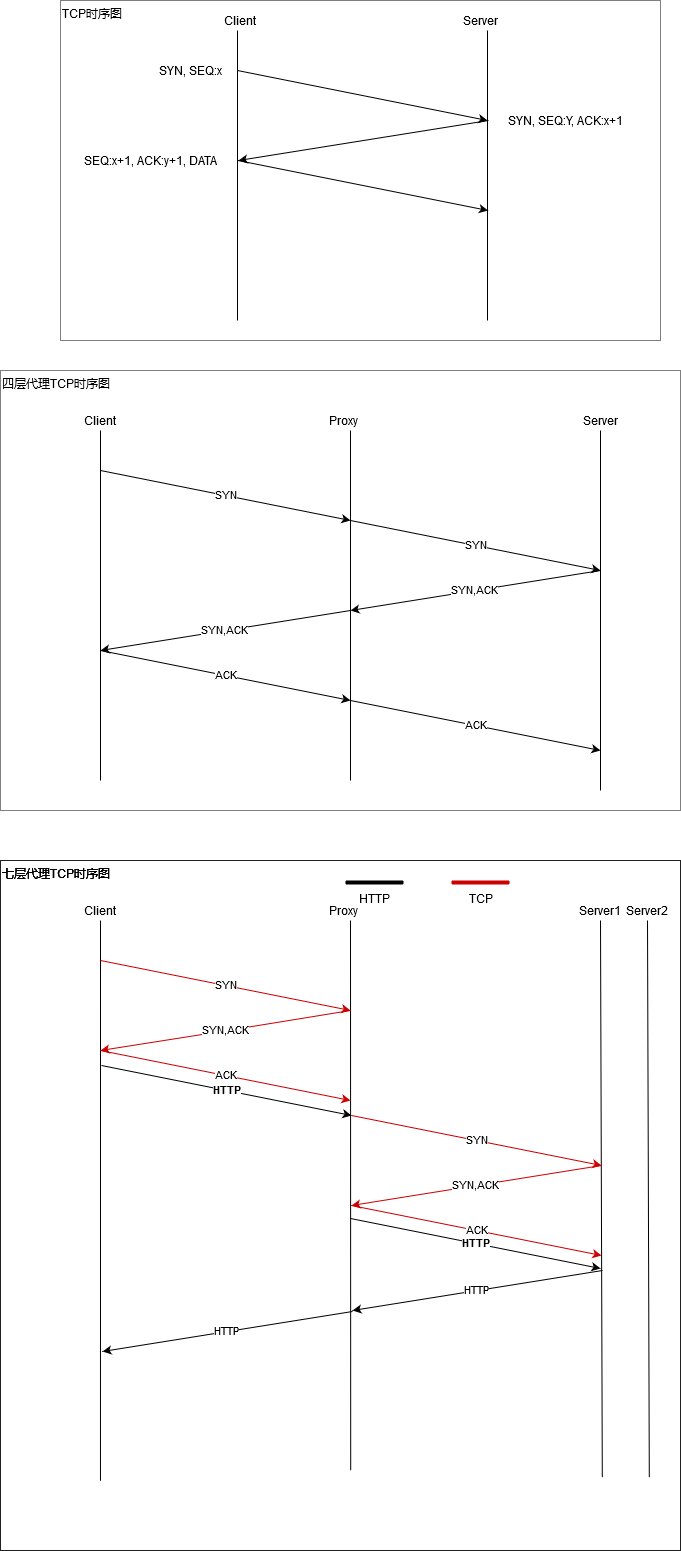 TCP时序图
Client Server
SYN, SEQ:x
SYN, SEQ:Y, ACK:x+1
SEQ:x+1, ACK:y+1, DATA
四层代理TCP时序图
Client Proxy Server
SYN
SYN
SYN,ACK
SYN,ACK
ACK
ACK
七层代理TCP时序图
HTTP TCP
Client Proxy Server1 Server2
SYN
SYN,ACK
ACK
HTTP
SYN
SYN,ACK
ACK
HTTP
HTTP
HTTP